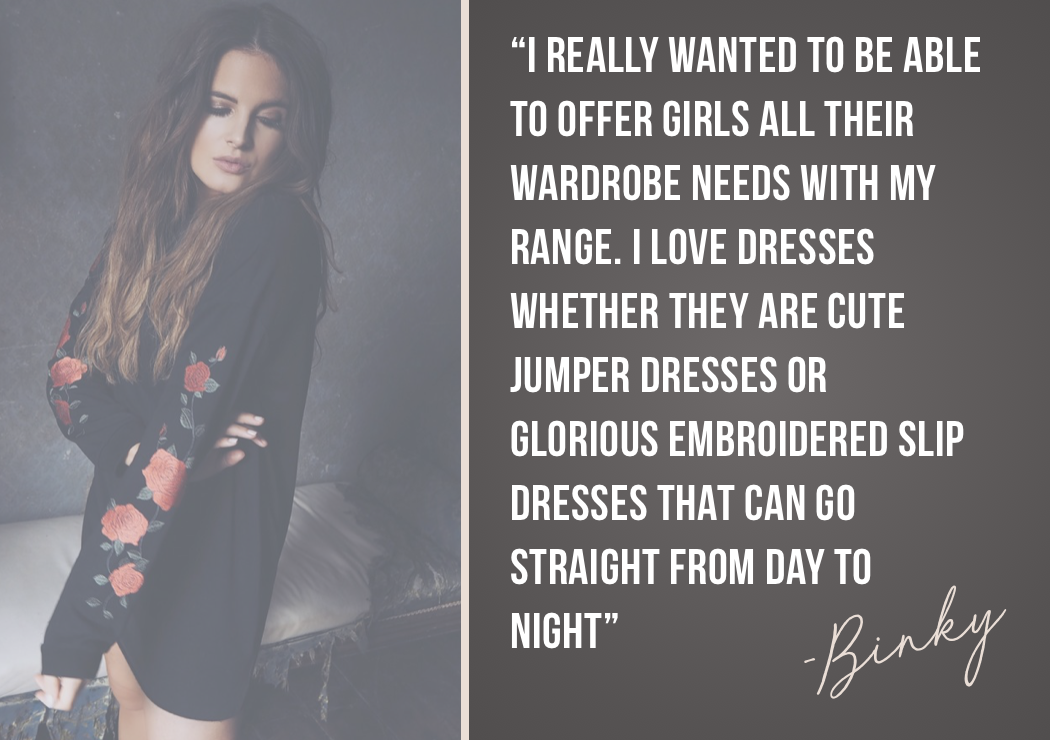 “I REALLY WANTED TO BE ABLE
TO OFFER GIRLS ALL THEIR
WARDROBE NEEDS WITH MY
RANGE. I LOVE DRESSES
WHETHER THEY ARE CUTE
JUMPER DRESSES OR
GLORIOUS EMBROIDERED SLIP
DRESSES THAT CAN GO
STRAIGHT FROM DAY TO
NIGHT”
-Binky